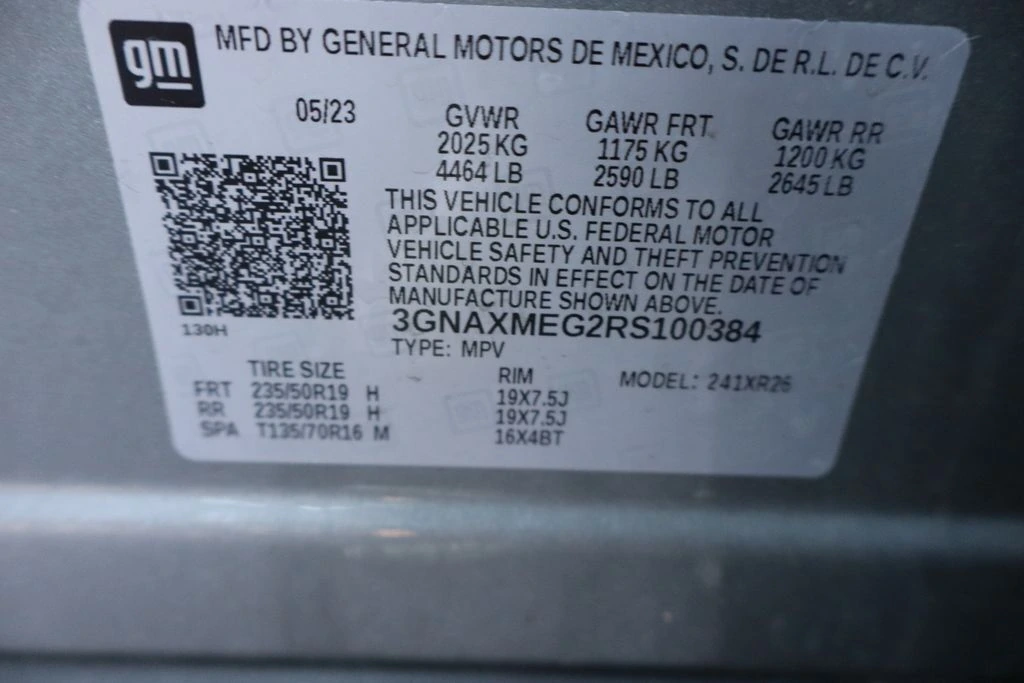 gm
MFD BY GENERAL MOTORS DE MEXICO, S. DE R.L. DE C.V.
05/23 GVWR GAWR FRT GAWR RR
2025 KG 1175 KG 1200 KG
4464 LB 2590 LB 2645 LB
THIS VEHICLE CONFORMS TO ALL
APPLICABLE U.S. FEDERAL MOTOR
VEHICLE SAFETY AND THEFT PREVENTION
STANDARDS IN EFFECT ON THE DATE OF
MANUFACTURE SHOWN ABOVE.
130H
3GNAXMEG2RS100384
TYPE: MPV
TIRE SIZE RIM MODEL: 241XR26
FRT 235/50R19 H 19X7.5J
RR 235/50R19 H 19X7.5J
SPA T135/70R16 M 16X4BT